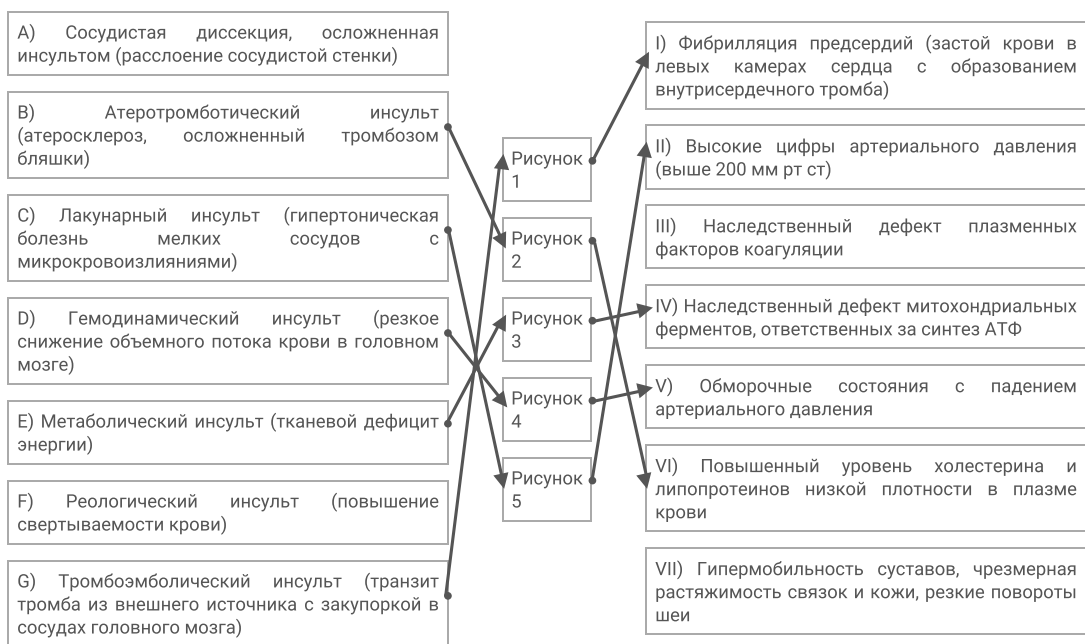 A) Сосудистая диссекция, осложненная
инсультом (расслоение сосудистой стенки)
B) Атеротромботический инсульт
(атеросклероз, осложненный тромбозом
бляшки)
C) Лакунарный инсульт (гипертоническая
болезнь мелких сосудов с
микрокровоизлияниями)
D) Гемодинамический инсульт (резкое
снижение объемного потока крови в головном
мозге)
E) Метаболический инсульт (тканевой дефицит
энергии)
F) Реологический инсульт (повышение
свертываемости крови)
G) Тромбоэмболический инсульт (транзит
тромба из внешнего источника с закупоркой в
сосудах головного мозга)
Рисунок
1
Рисунок
2
Рисунок
3
Рисунок
4
Рисунок
5
I) Фибрилляция предсердий (застой крови в
левых камерах сердца с образованием
внутрисердечного тромба)
II) Высокие цифры артериального давления
(выше 200 мм рт ст)
III) Наследственный дефект плазменных
факторов коагуляции
IV) Наследственный дефект митохондриальных
ферментов, ответственных за синтез АТФ
V) Обморочные состояния с падением
артериального давления
VI) Повышенный уровень холестерина и
липопротеинов низкой плотности в плазме
крови
VII) Гипермобильность суставов, чрезмерная
растяжимость связок и кожи, резкие повороты
шеи